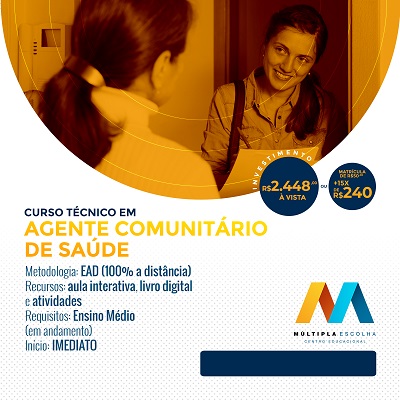 INVESTIMENTO
R$2.448,00
À VISTA
OU
MATRÍCULA
DE R$50,00
+15X
DE
R$240
CURSO TÉCNICO EM
AGENTE COMUNITÁRIO
DE SAÚDE
Metodologia: EAD (100% a distância)
Recursos: aula interativa, livro digital
e atividades
Requisitos: Ensino Médio
(em andamento)
Início: IMEDIATO
MÚLTIPLA ESCOLHA
CENTRO EDUCACIONAL